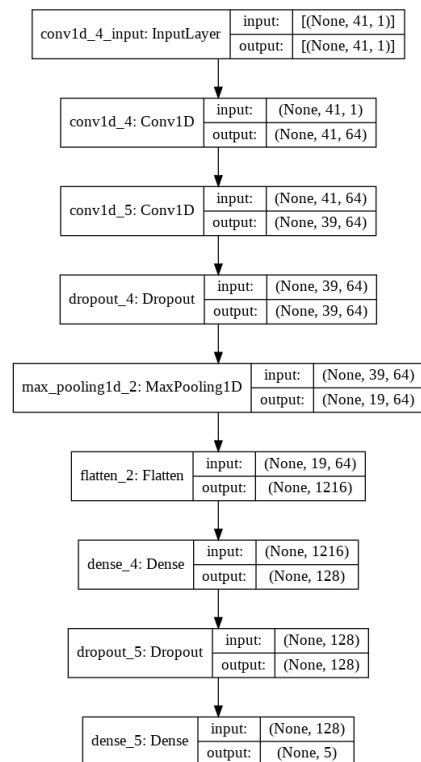 conv1d_4_input: InputLayer
input: [(None, 41, 1)]
output: [(None, 41, 1)]
conv1d_4: Conv1D
input: (None, 41, 1)
output: (None, 41, 64)
conv1d_5: Conv1D
input: (None, 41, 64)
output: (None, 39, 64)
dropout_4: Dropout
input: (None, 39, 64)
output: (None, 39, 64)
max_pooling1d_2: MaxPooling1D
input: (None, 39, 64)
output: (None, 19, 64)
flatten_2: Flatten
input: (None, 19, 64)
output: (None, 1216)
dense_4: Dense
input: (None, 1216)
output: (None, 128)
dropout_5: Dropout
input: (None, 128)
output: (None, 128)
dense_5: Dense
input: (None, 128)
output: (None, 5)